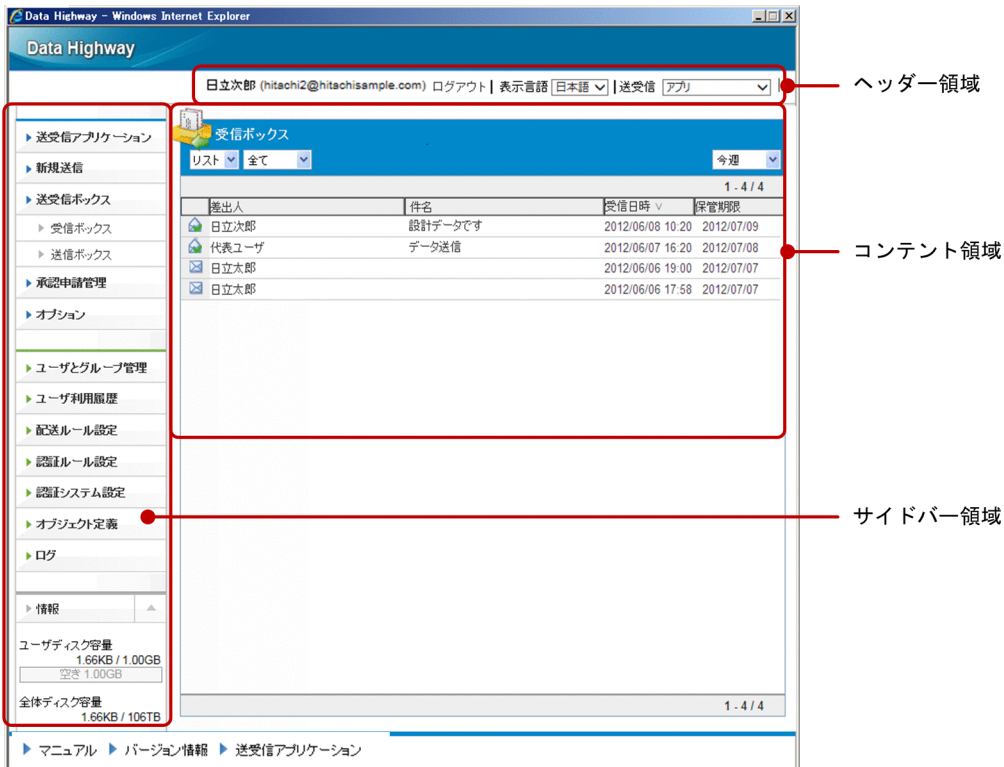 Data Highway - Windows Internet Explorer
Data Highway
日立次郎 (hitachi2@hitachisample.com) ログアウト | 表示言語 日本語 | 送受信 アプリ
ヘッダー領域
送受信アプリケーション
新規送信
送受信ボックス
受信ボックス
送信ボックス
承認申請管理
オプション
ユーザとグループ管理
ユーザ利用履歴
配送ルール設定
認証ルール設定
認証システム設定
オブジェクト定義
ログ
情報
ユーザディスク容量
1.66KB / 1.00GB
空き 1.00GB
全体ディスク容量
1.66KB / 106TB
受信ボックス
リスト 全て 今週
1 - 4 / 4
差出人 件名 受信日時 ∨ 保管期限
日立次郎 設計データです 2012/06/08 10:20 2012/07/09
代表ユーザ データ送信 2012/06/07 16:20 2012/07/08
日立太郎 2012/06/06 19:00 2012/07/07
日立太郎 2012/06/06 17:58 2012/07/07
コンテント領域
サイドバー領域
1 - 4 / 4
マニュアル バージョン情報 送受信アプリケーション